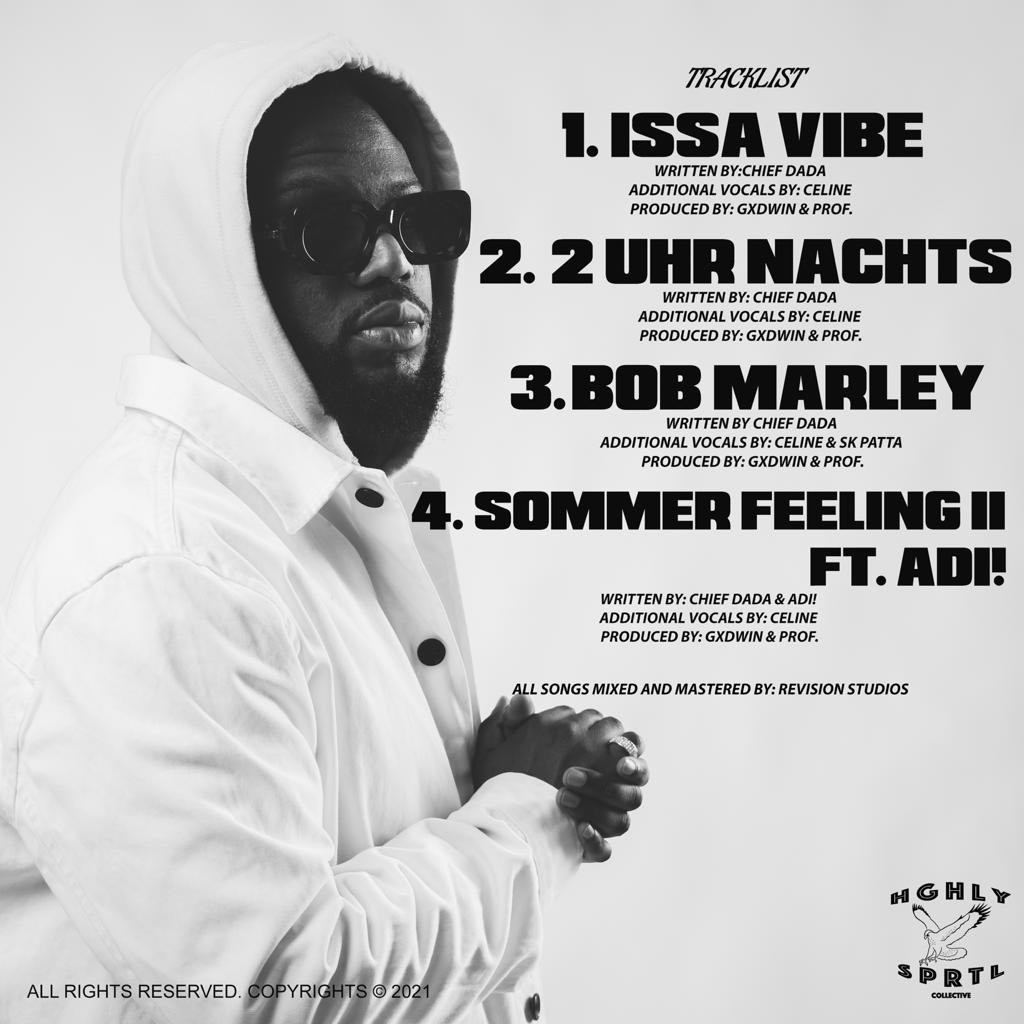 TRACKLIST
1. ISSA VIBE
WRITTEN BY:CHIEF DADA
ADDITIONAL VOCALS BY: CELINE
PRODUCED BY: GXDWIN & PROF.
2. 2 UHR NACHTS
WRITTEN BY: CHIEF DADA
ADDITIONAL VOCALS BY: CELINE
PRODUCED BY: GXDWIN & PROF.
3.BOB MARLEY
WRITTEN BY CHIEF DADA
ADDITIONAL VOCALS BY: CELINE & SK PATTA
PRODUCED BY: GXDWIN & PROF.
4. SOMMER FEELING II
FT. ADI!
WRITTEN BY: CHIEF DADA & ADI!
ADDITIONAL VOCALS BY: CELINE
PRODUCED BY: GXDWIN & PROF.
ALL SONGS MIXED AND MASTERED BY: REVISION STUDIOS
HGHLY
SPRTL
COLLECTIVE
ALL RIGHTS RESERVED. COPYRIGHTS © 2021